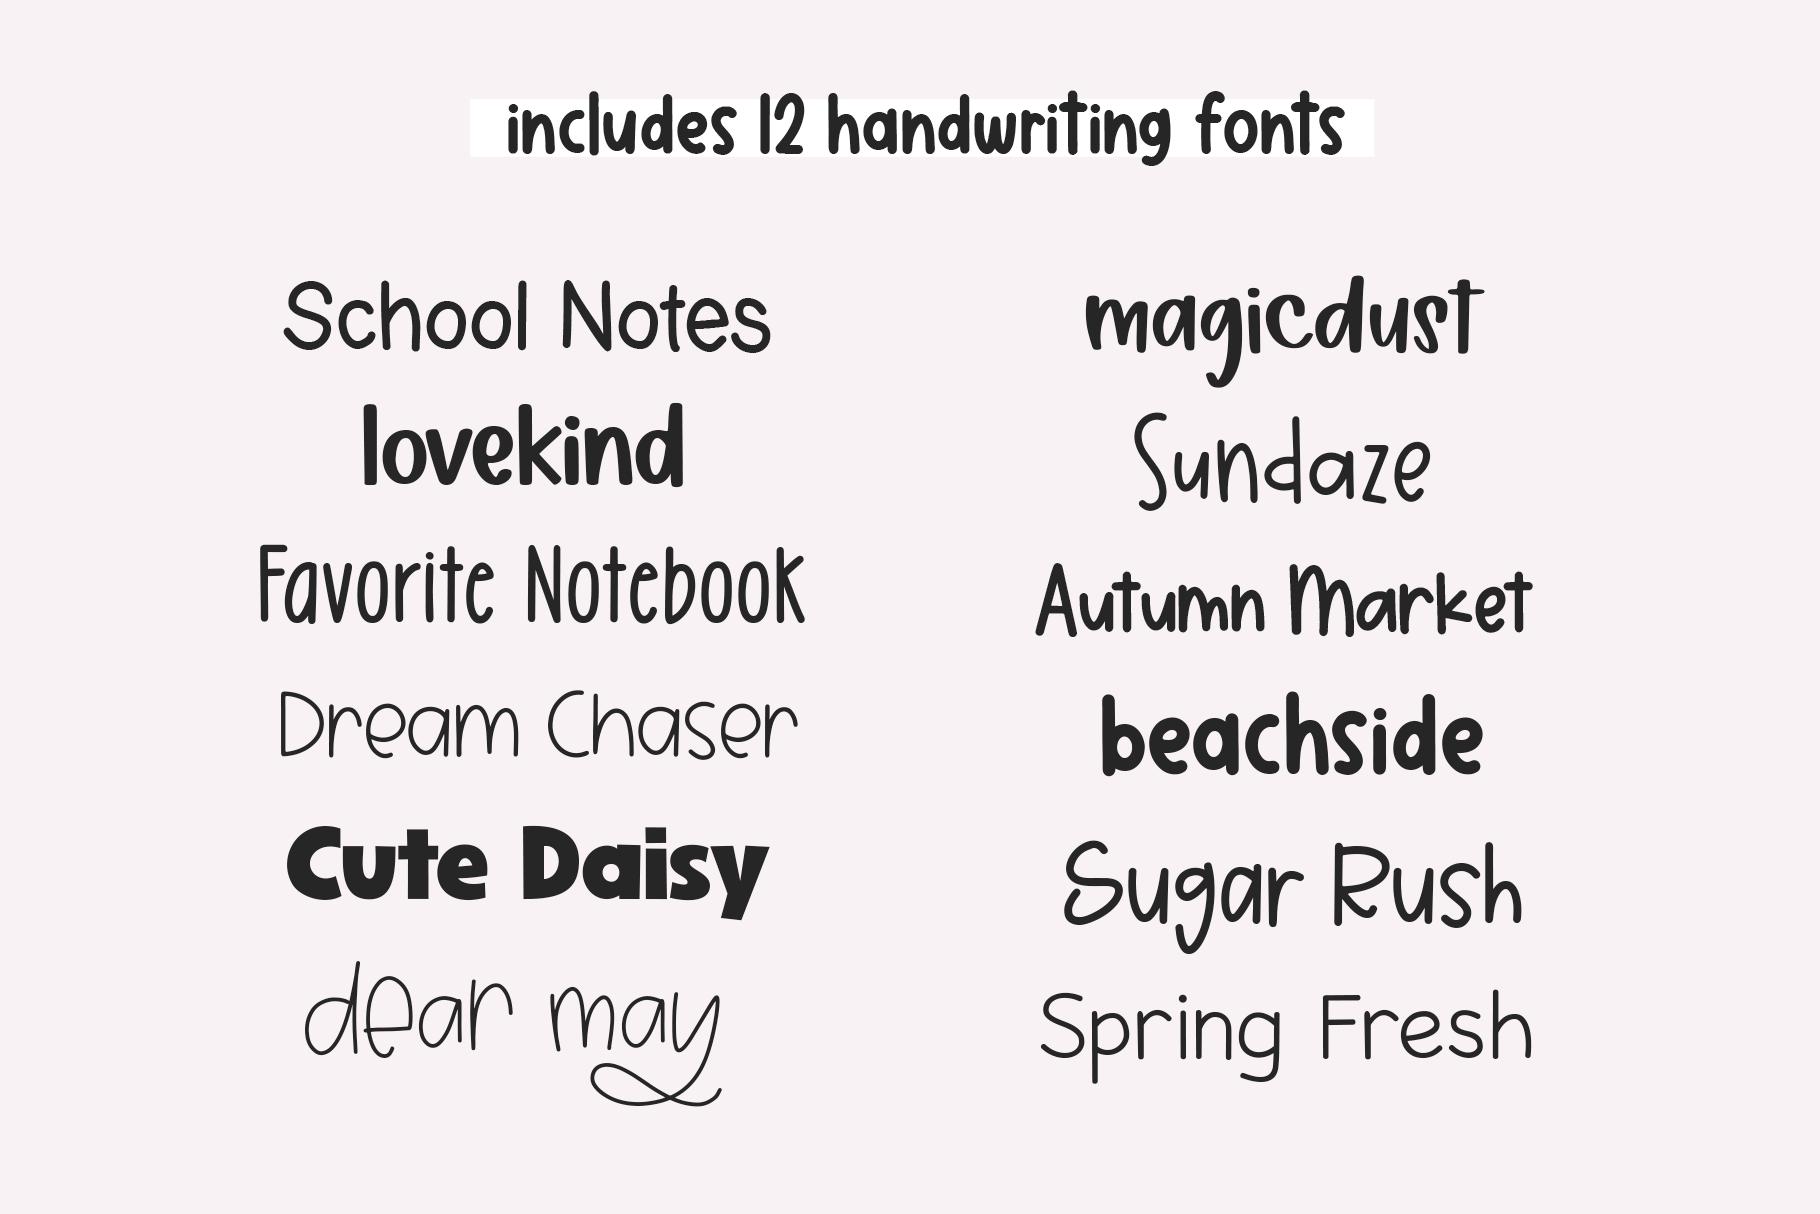 includes 12 handwriting fonts
School Notes
lovekind
Favorite Notebook
Dream Chaser
Cute Daisy
dear may
magicdust
Sundaze
Autumn Market
beachside
Sugar Rush
Spring Fresh